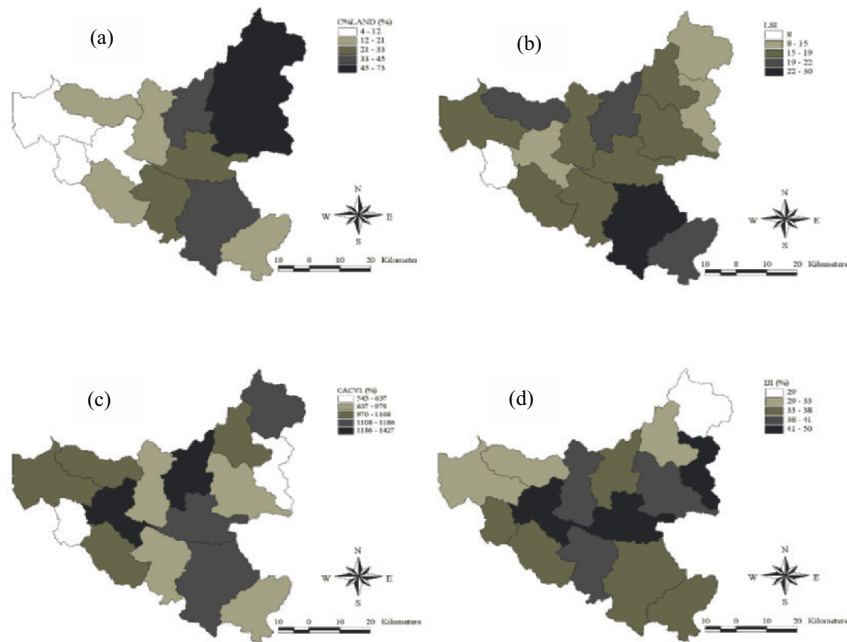 (a)
C%LAND (%)
4 - 12
12 - 21
21 - 33
33 - 45
45 - 73
N
W E
S
10 0 10 20 Kilometers
(b)
LSI
8
8 - 15
15 - 19
19 - 22
22 - 30
N
W E
S
10 0 10 20 Kilometers
(c)
CACV1 (%)
543 - 637
637 - 970
970 - 1108
1108 - 1186
1186 - 1427
N
W E
S
10 0 10 20 Kilometers
(d)
IJI (%)
29
29 - 33
33 - 38
38 - 41
41 - 50
N
W E
S
10 0 10 20 Kilometers